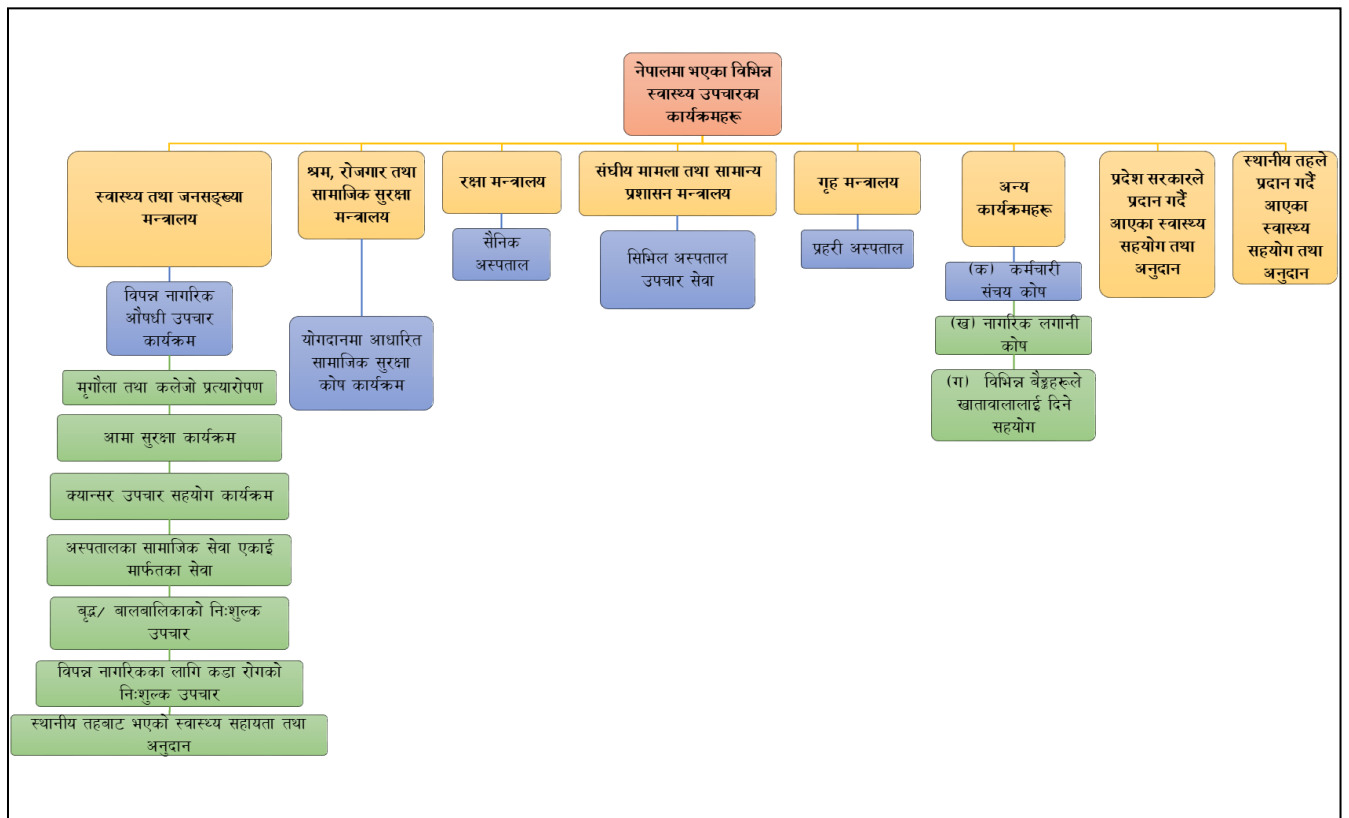 नेपालमा भएका विभिन्न
स्वास्थ्य उपचारका
कार्यक्रमहरू
स्वास्थ्य तथा जनसङ्ख्या
मन्त्रालय
श्रम, रोजगार तथा
सामाजिक सुरक्षा
मन्त्रालय
रक्षा मन्त्रालय
संघीय मामला तथा सामान्य
प्रशासन मन्त्रालय
गृह मन्त्रालय
अन्य
कार्यक्रमहरू
प्रदेश सरकारले
प्रदान गर्दै
आएका स्वास्थ्य
सहयोग तथा
अनुदान
स्थानीय तहले
प्रदान गर्दै
आएका
स्वास्थ्य
सहयोग तथा
अनुदान
विपन्न नागरिक
औषधी उपचार
कार्यक्रम
मृगौला तथा कलेजो प्रत्यारोपण
आमा सुरक्षा कार्यक्रम
क्यान्सर उपचार सहयोग कार्यक्रम
अस्पतालका सामाजिक सेवा एकाई
मार्फतका सेवा
बृद्ध/ बालबालिकाको निःशुल्क
उपचार
विपन्न नागरिकका लागि कडा रोगको
निःशुल्क उपचार
स्थानीय तहबाट भएको स्वास्थ्य सहायता तथा
अनुदान
योगदानमा आधारित
सामाजिक सुरक्षा
कोष कार्यक्रम
सैनिक
अस्पताल
सिभिल अस्पताल
उपचार सेवा
प्रहरी अस्पताल
(क) कर्मचारी
संचय कोष
(ख) नागरिक लगानी
कोष
(ग) विभिन्न बैङ्कहरूले
खातावालालाई दिने
सहयोग